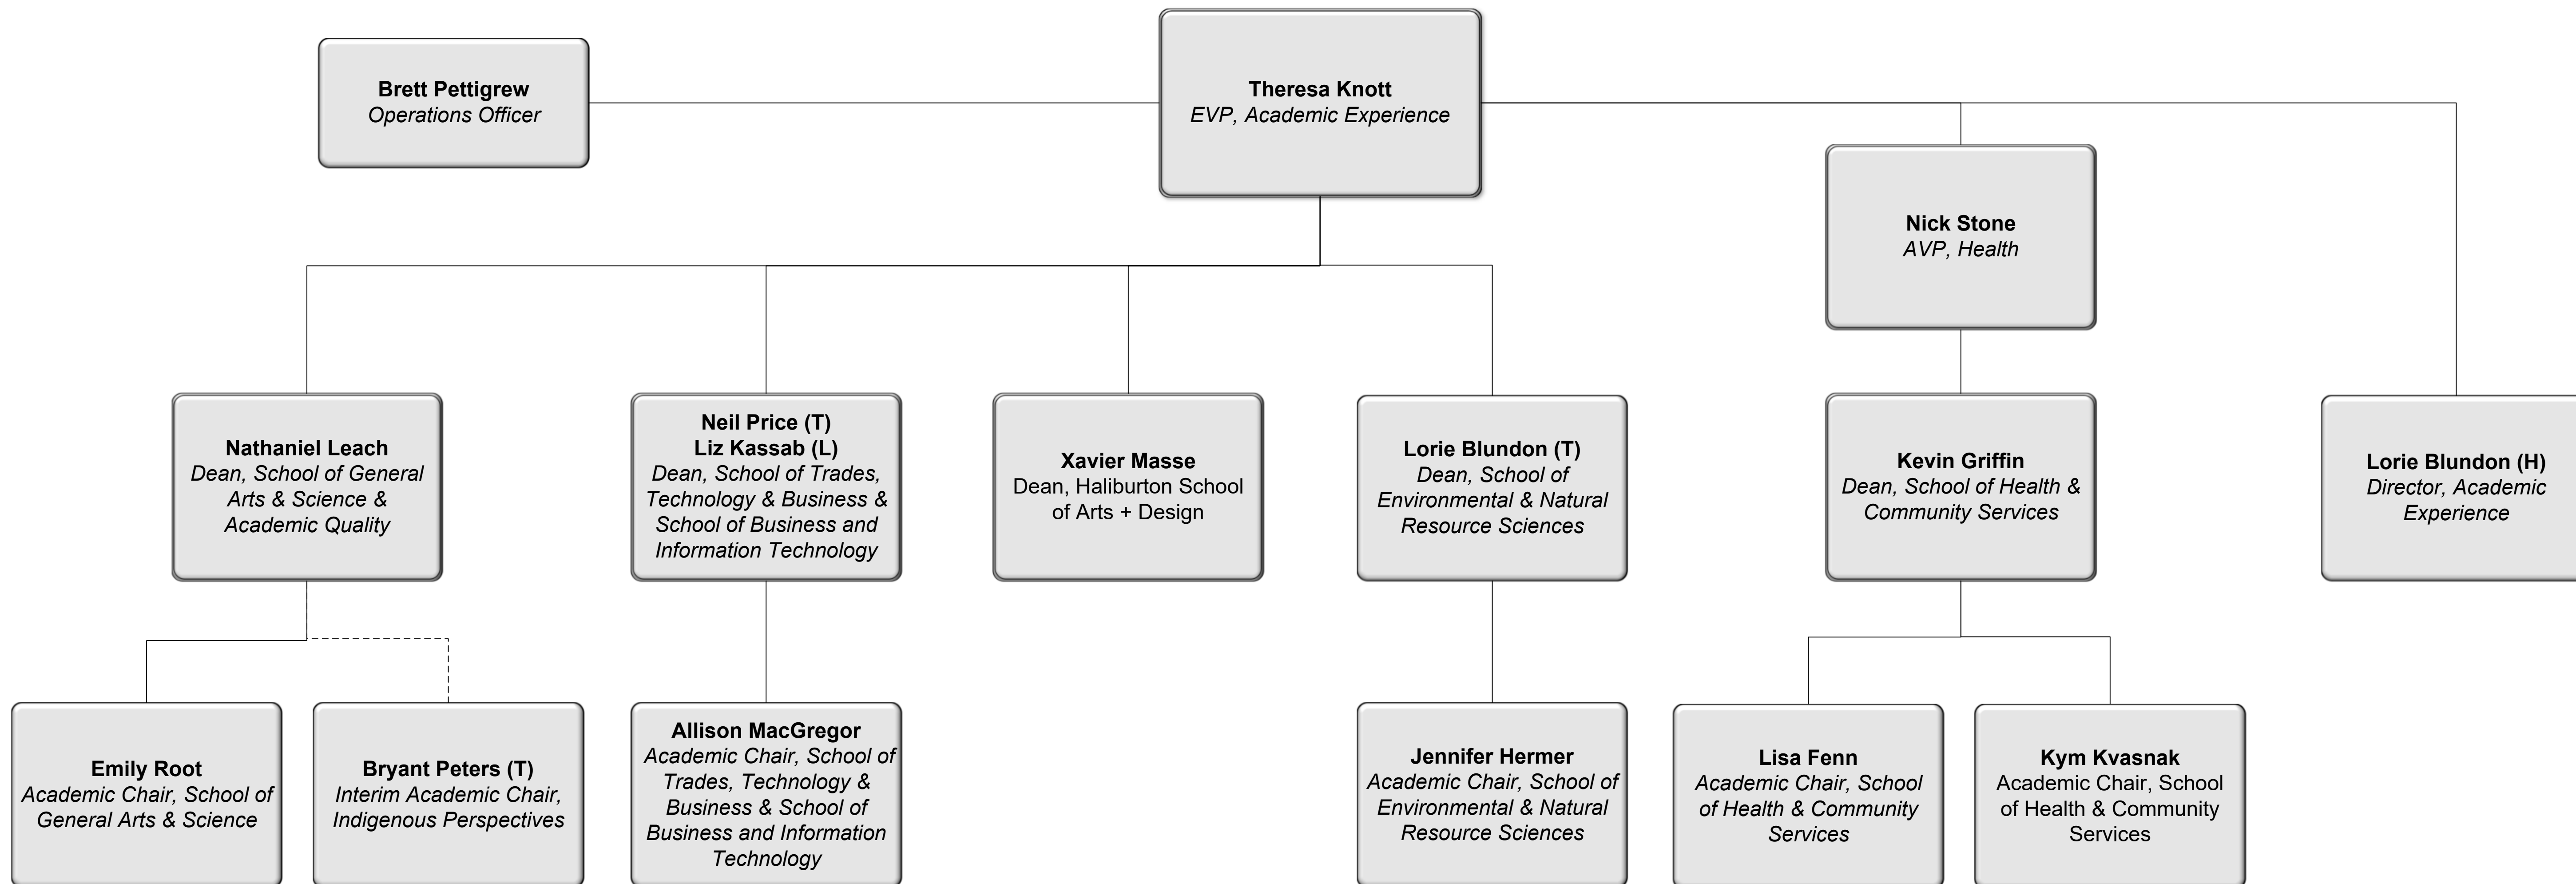 Brett Pettigrew
Operations Officer
Theresa Knott
EVP, Academic Experience
Nick Stone
AVP, Health
Nathaniel Leach
Dean, School of General
Arts & Science &
Academic Quality
Neil Price (T)
Liz Kassab (L)
Dean, School of Trades,
Technology & Business &
School of Business and
Information Technology
Xavier Masse
Dean, Haliburton School
of Arts + Design
Lorie Blundon (T)
Dean, School of
Environmental & Natural
Resource Sciences
Kevin Griffin
Dean, School of Health &
Community Services
Lorie Blundon (H)
Director, Academic
Experience
Emily Root
Academic Chair, School of
General Arts & Science
Bryant Peters (T)
Interim Academic Chair,
Indigenous Perspectives
Allison MacGregor
Academic Chair, School of
Trades, Technology &
Business & School of
Business and Information
Technology
Jennifer Hermer
Academic Chair, School of
Environmental & Natural
Resource Sciences
Lisa Fenn
Academic Chair, School
of Health & Community
Services
Kym Kvasnak
Academic Chair, School
of Health & Community
Services